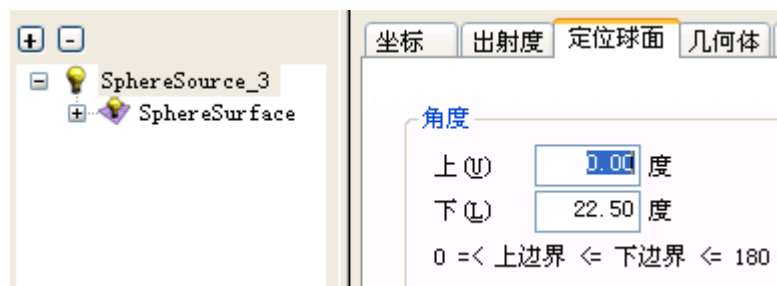 坐标 出射度 定位球面 几何体
SphereSource_3
SphereSurface
角度
上(U) 0.00 度
下(L) 22.50 度
0 =< 上边界 <= 下边界 <= 180